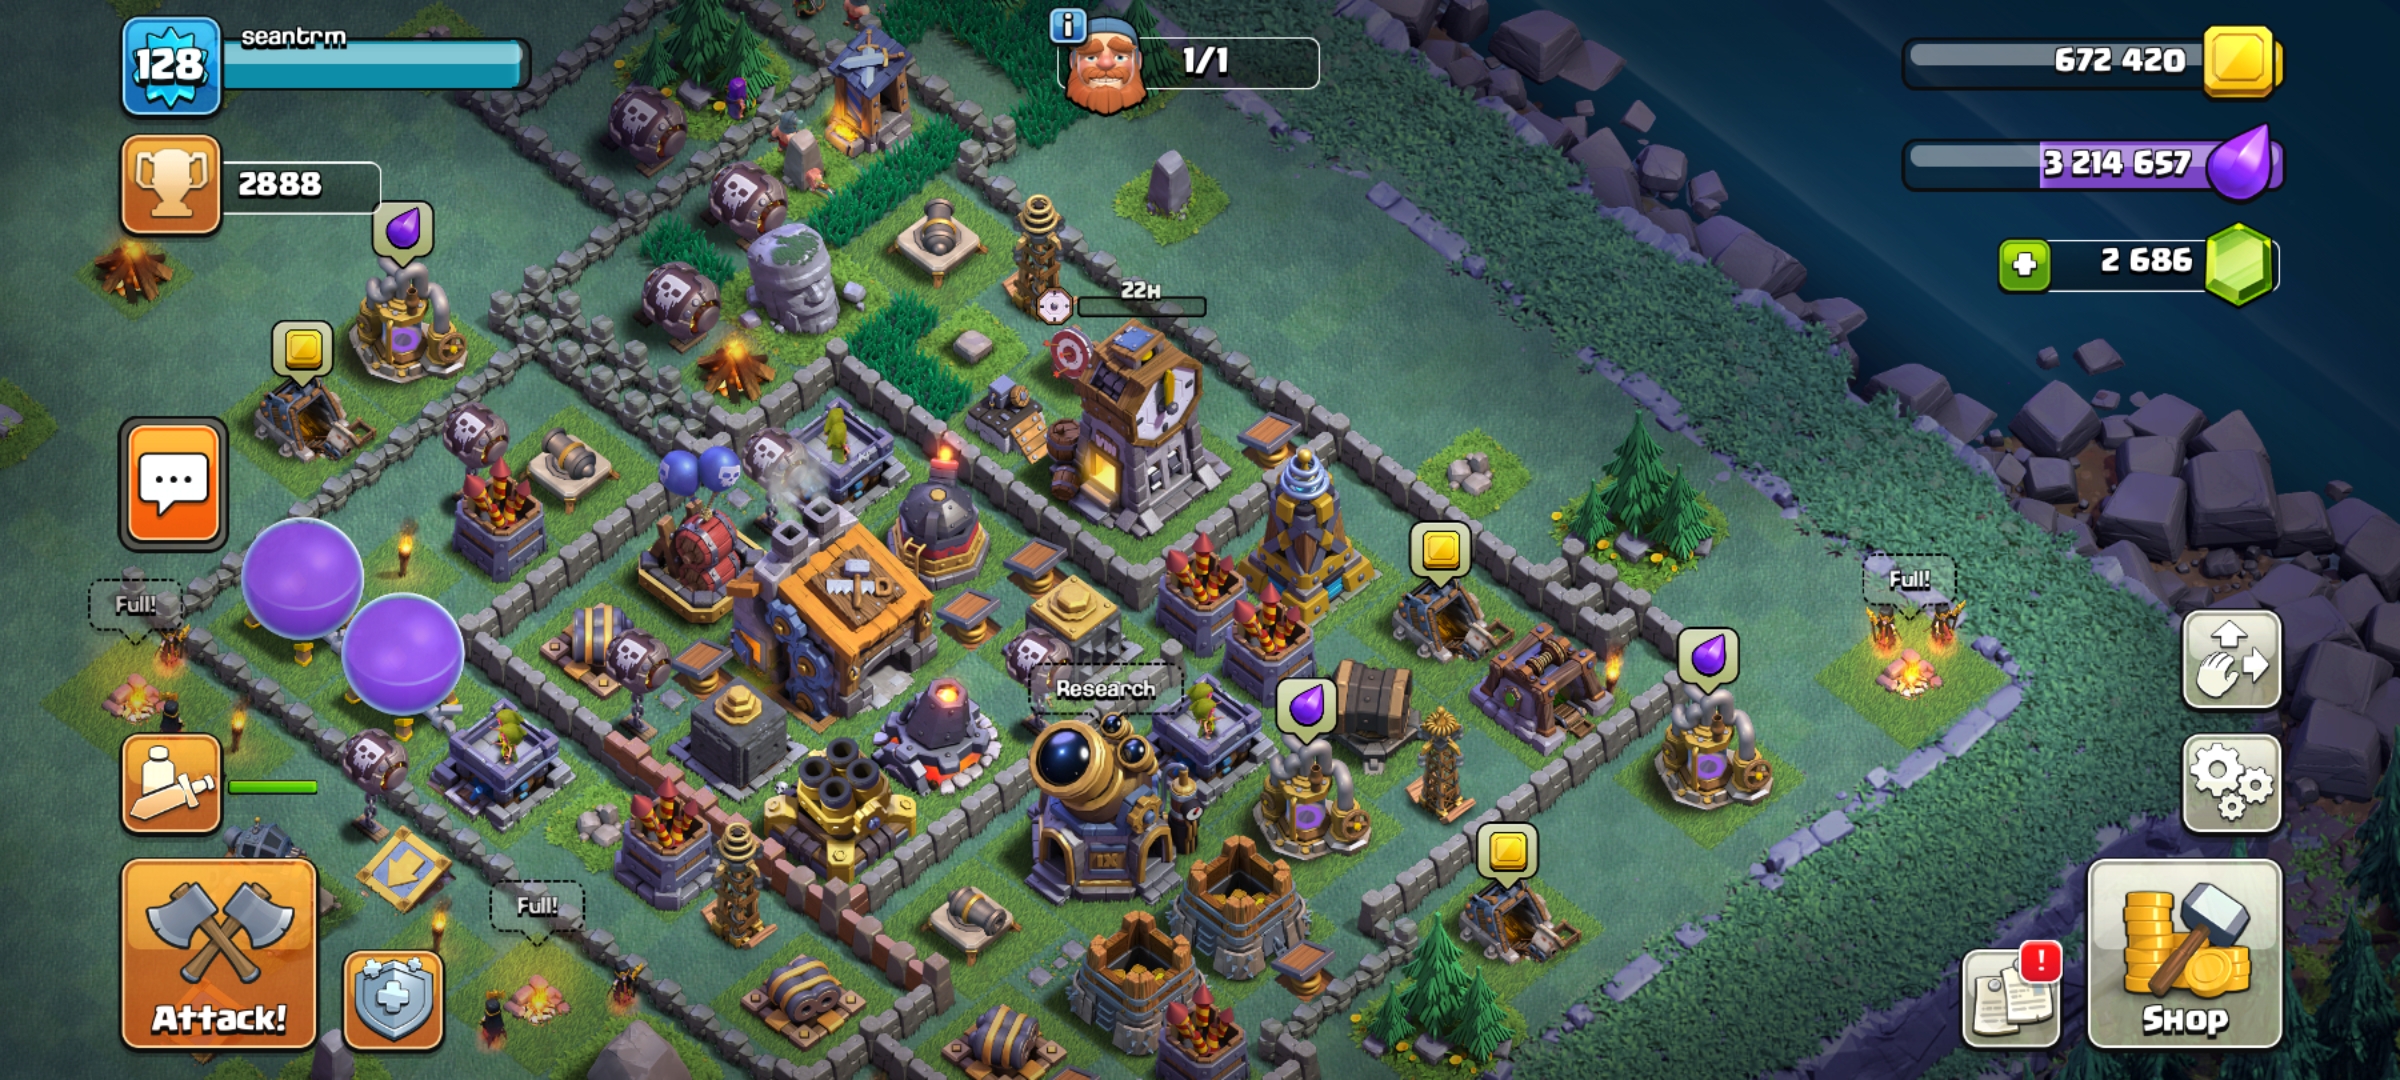 128
seantrm
1/1
672 420
2888
3 214 657
2 686
22H
Full!
Full!
Research
Full!
!
Attack!
Shop